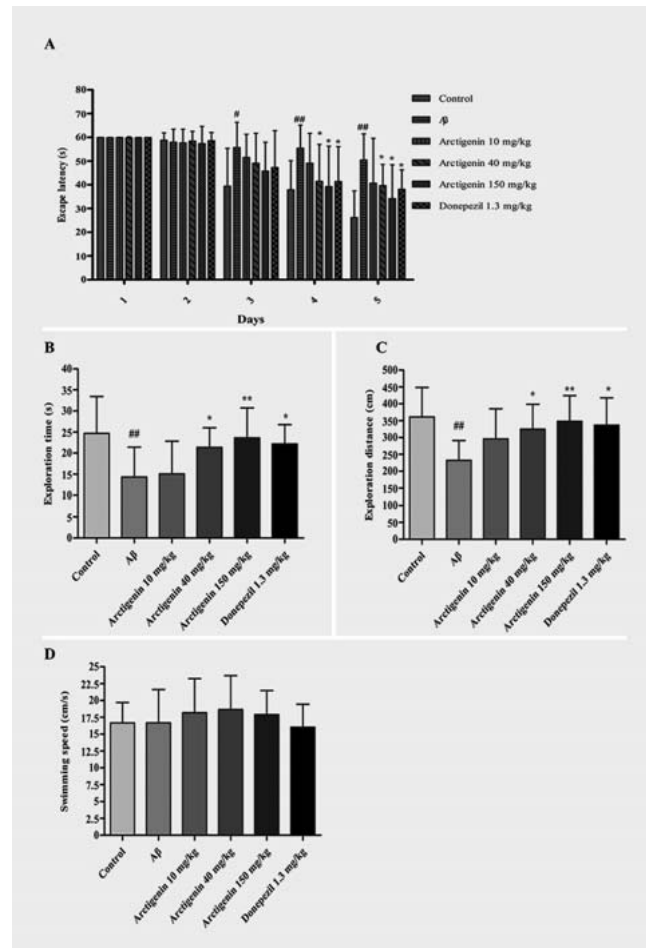 A
Escape latency (s)
80
70
60
50
40
30
20
10
0
# ## * * * ## * * *
1 2 3 4 5
Days
Control
Aβ
Arctigenin 10 mg/kg
Arctigenin 40 mg/kg
Arctigenin 150 mg/kg
Donepezil 1.3 mg/kg
B
Exploration time (s)
40
35
30
25
20
15
10
5
0
## * ** *
Control
Aβ
Arctigenin 10 mg/kg
Arctigenin 40 mg/kg
Arctigenin 150 mg/kg
Donepezil 1.3 mg/kg
C
Exploration distance (cm)
500
450
400
350
300
250
200
150
100
50
0
## * ** *
Control
Aβ
Arctigenin 10 mg/kg
Arctigenin 40 mg/kg
Arctigenin 150 mg/kg
Donepezil 1.3 mg/kg
D
Swimming speed (cm/s)
25
22.5
20
17.5
15
12.5
10
7.5
5
2.5
0
Control
Aβ
Arctigenin 10 mg/kg
Arctigenin 40 mg/kg
Arctigenin 150 mg/kg
Donepezil 1.3 mg/kg